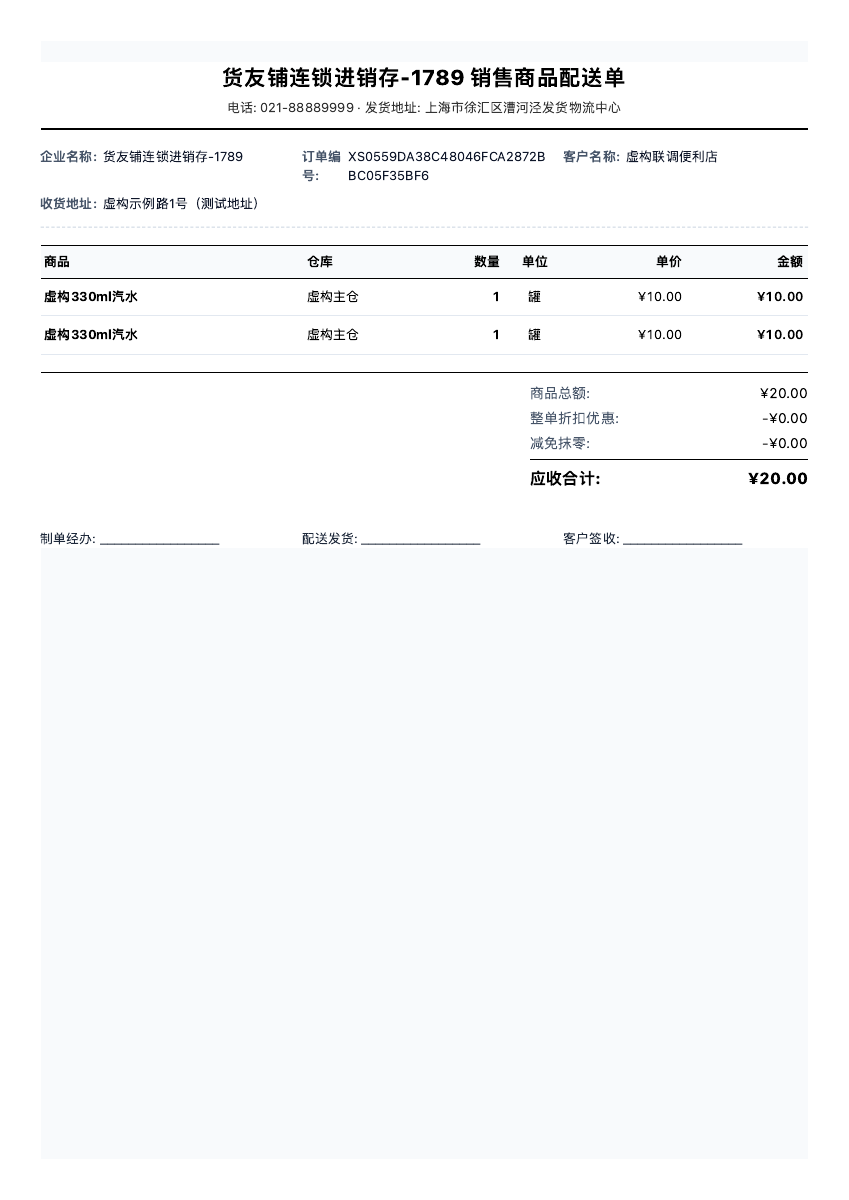 货友铺连锁进销存-1789 销售商品配送单
电话: 021-88889999 · 发货地址: 上海市徐汇区漕河泾发货物流中心
企业名称: 货友铺连锁进销存-1789 订单编号: XS0559DA38C48046FCA2872BBC05F35BF6 客户名称: 虚构联调便利店
收货地址: 虚构示例路1号（测试地址）
商品 仓库 数量 单位 单价 金额
虚构330ml汽水 虚构主仓 1 罐 ¥10.00 ¥10.00
虚构330ml汽水 虚构主仓 1 罐 ¥10.00 ¥10.00
商品总额: ¥20.00
整单折扣优惠: -¥0.00
减免抹零: -¥0.00
应收合计: ¥20.00
制单经办: _________________ 配送发货: _________________ 客户签收: _________________